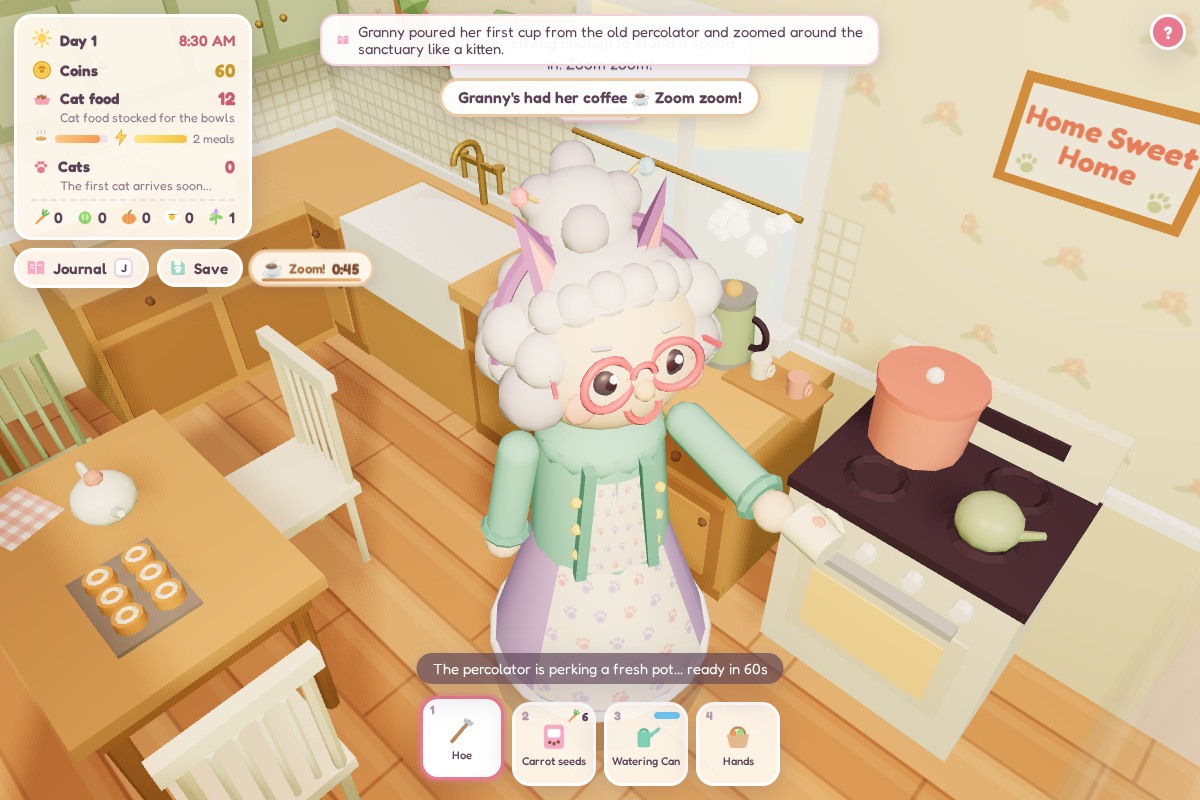 Day 1
8:30 AM
Coins
60
Cat food
12
Cat food stocked for the bowls
2 meals
Cats
0
The first cat arrives soon...
0
0
0
0
1
Journal
J
Save
Zoom! 0:45
Granny poured her first cup from the old percolator and zoomed around the
sanctuary like a kitten.
in. Zoom zoom!
Granny's had her coffee ☕ Zoom zoom!
?
Home Sweet
Home
The percolator is perking a fresh pot... ready in 60s
1
Hoe
2
6
Carrot seeds
3
Watering Can
4
Hands